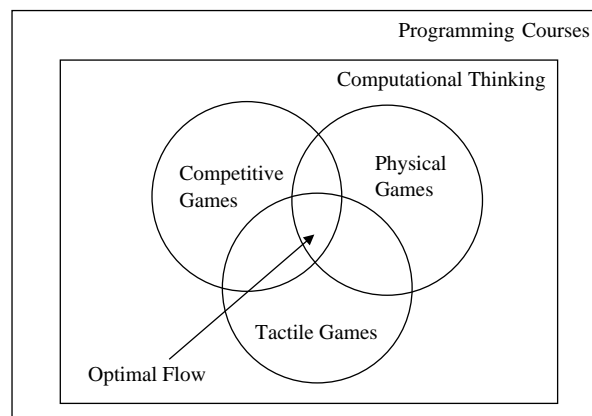 Programming Courses
Computational Thinking
Competitive
Games
Physical
Games
Tactile Games
Optimal Flow